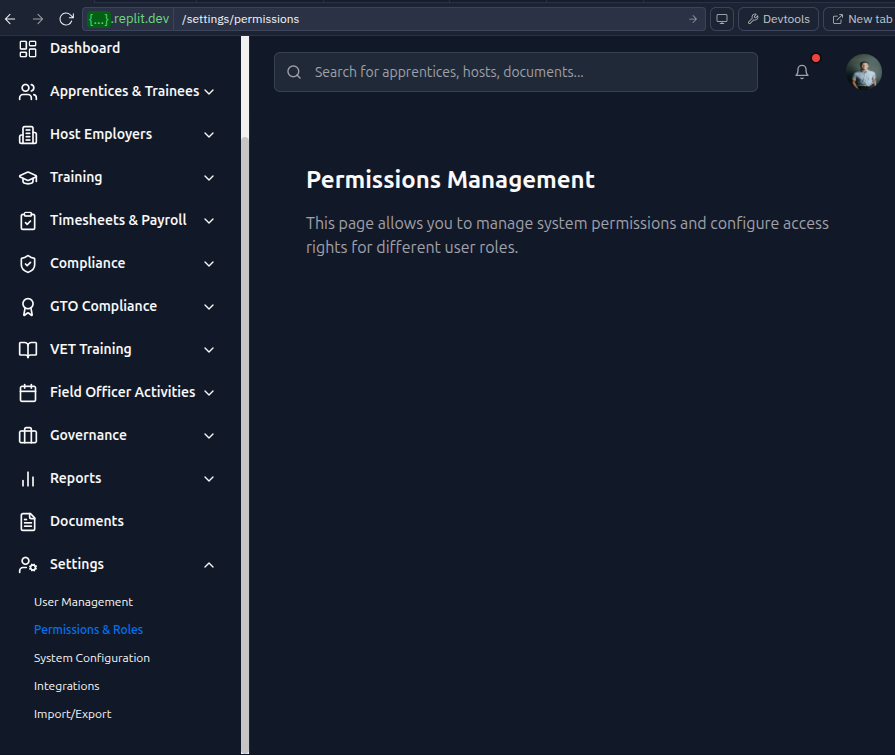 {...}.replit.dev /settings/permissions
Devtools
New tab
Dashboard
Apprentices & Trainees
Host Employers
Training
Timesheets & Payroll
Compliance
GTO Compliance
VET Training
Field Officer Activities
Governance
Reports
Documents
Settings
User Management
Permissions & Roles
System Configuration
Integrations
Import/Export
Search for apprentices, hosts, documents...
Permissions Management
This page allows you to manage system permissions and configure access
rights for different user roles.